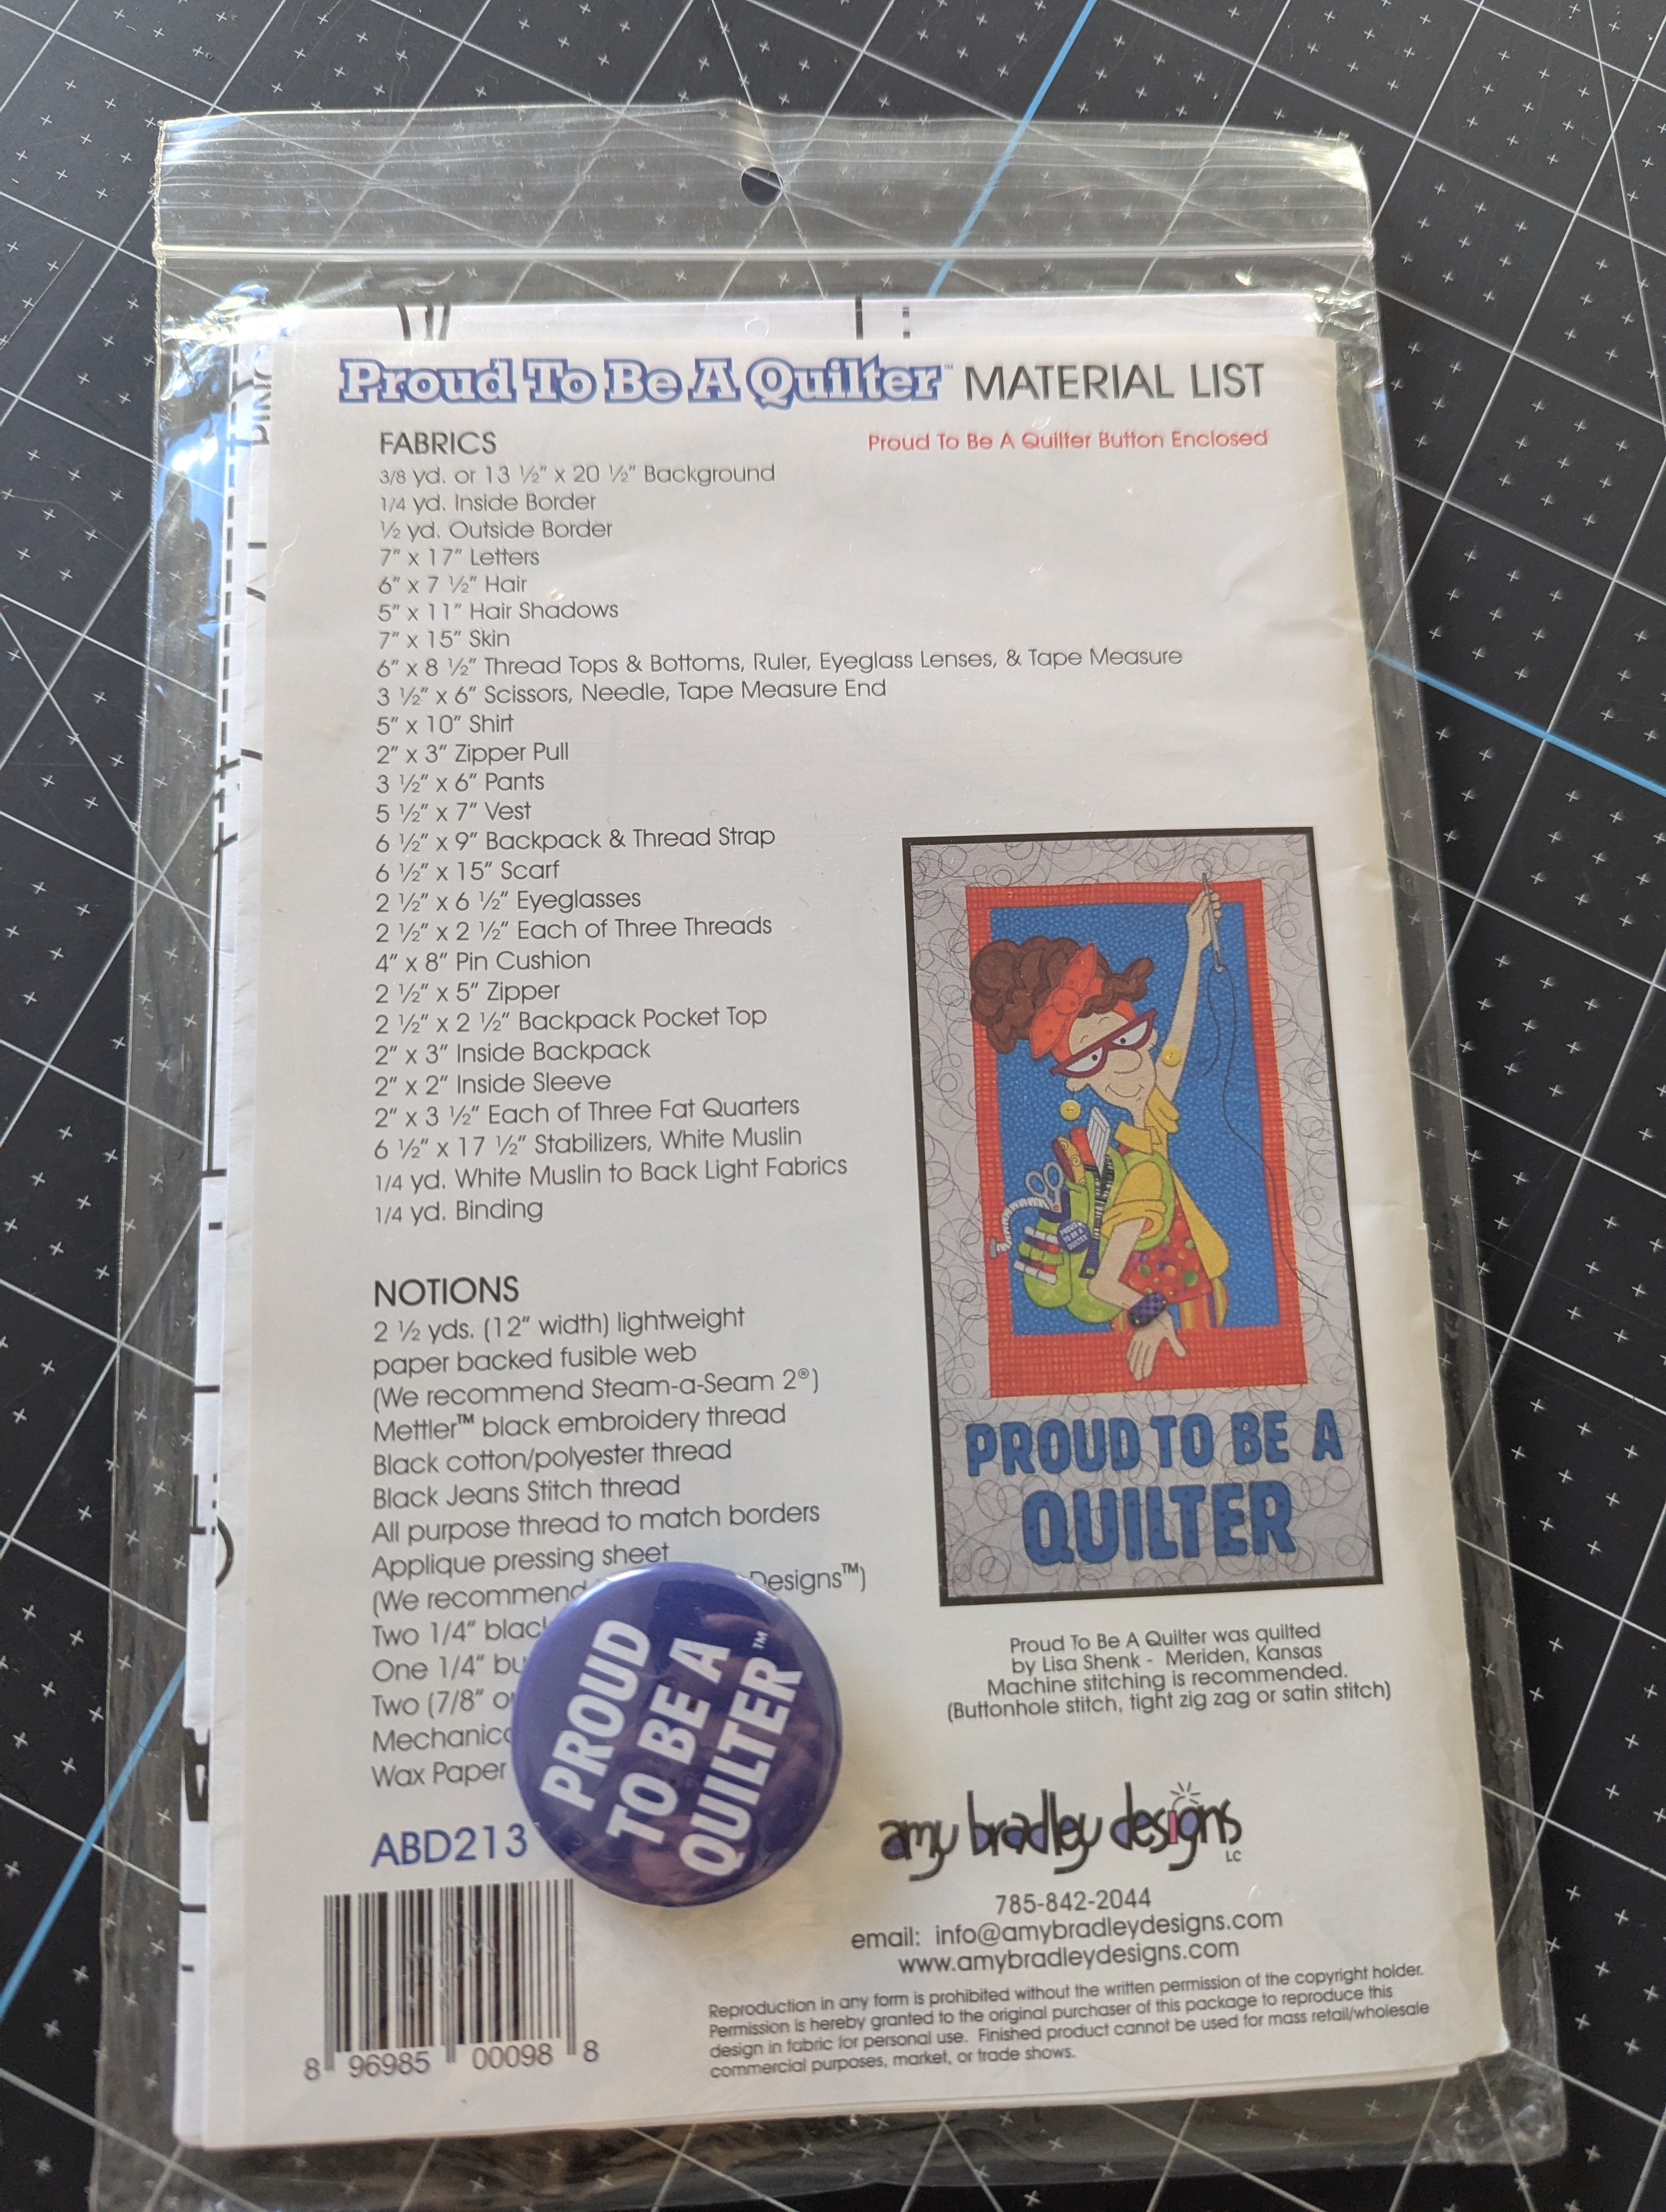 Proud To Be A Quilter™ MATERIAL LIST
Proud To Be A Quilter Button Enclosed
FABRICS
3/8 yd. or 13 ½" x 20 ½" Background
1/4 yd. Inside Border
½ yd. Outside Border
7" x 17" Letters
6" x 7 ½" Hair
5" x 11" Hair Shadows
7" x 15" Skin
6" x 8 ½" Thread Tops & Bottoms, Ruler, Eyeglass Lenses, & Tape Measure
3 ½" x 6" Scissors, Needle, Tape Measure End
5" x 10" Shirt
2" x 3" Zipper Pull
3 ½" x 6" Pants
5 ½" x 7" Vest
6 ½" x 9" Backpack & Thread Strap
6 ½" x 15" Scarf
2 ½" x 6 ½" Eyeglasses
2 ½" x 2 ½" Each of Three Threads
4" x 8" Pin Cushion
2 ½" x 5" Zipper
2 ½" x 2 ½" Backpack Pocket Top
2" x 3" Inside Backpack
2" x 2" Inside Sleeve
2" x 3 ½" Each of Three Fat Quarters
6 ½" x 17 ½" Stabilizers, White Muslin
1/4 yd. White Muslin to Back Light Fabrics
1/4 yd. Binding
NOTIONS
2 ½ yds. (12" width) lightweight
paper backed fusible web
(We recommend Steam-a-Seam 2®)
Mettler™ black embroidery thread
Black cotton/polyester thread
Black Jeans Stitch thread
All purpose thread to match borders
Applique pressing sheet
(We recommend Designs™)
Two 1/4" black
One 1/4"
Two (7/8"
Wax Paper
ABD213
8 96985 00098 8
PROUD
TO BE A
QUILTER™
PROUD
TO BE A
QUILTER
PROUD TO BE A
QUILTER
Proud To Be A Quilter was quilted
by Lisa Shenk - Meriden, Kansas
Machine stitching is recommended.
(Buttonhole stitch, tight zig zag or satin stitch)
amy bradley designs
LC
785-842-2044
email: info@amybradleydesigns.com
www.amybradleydesigns.com
Reproduction in any form is prohibited without the written permission of the copyright holder.
Permission is hereby granted to the original purchaser of this package to reproduce this
design in fabric for personal use. Finished product cannot be used for mass retail/wholesale
commercial purposes, market, or trade shows.